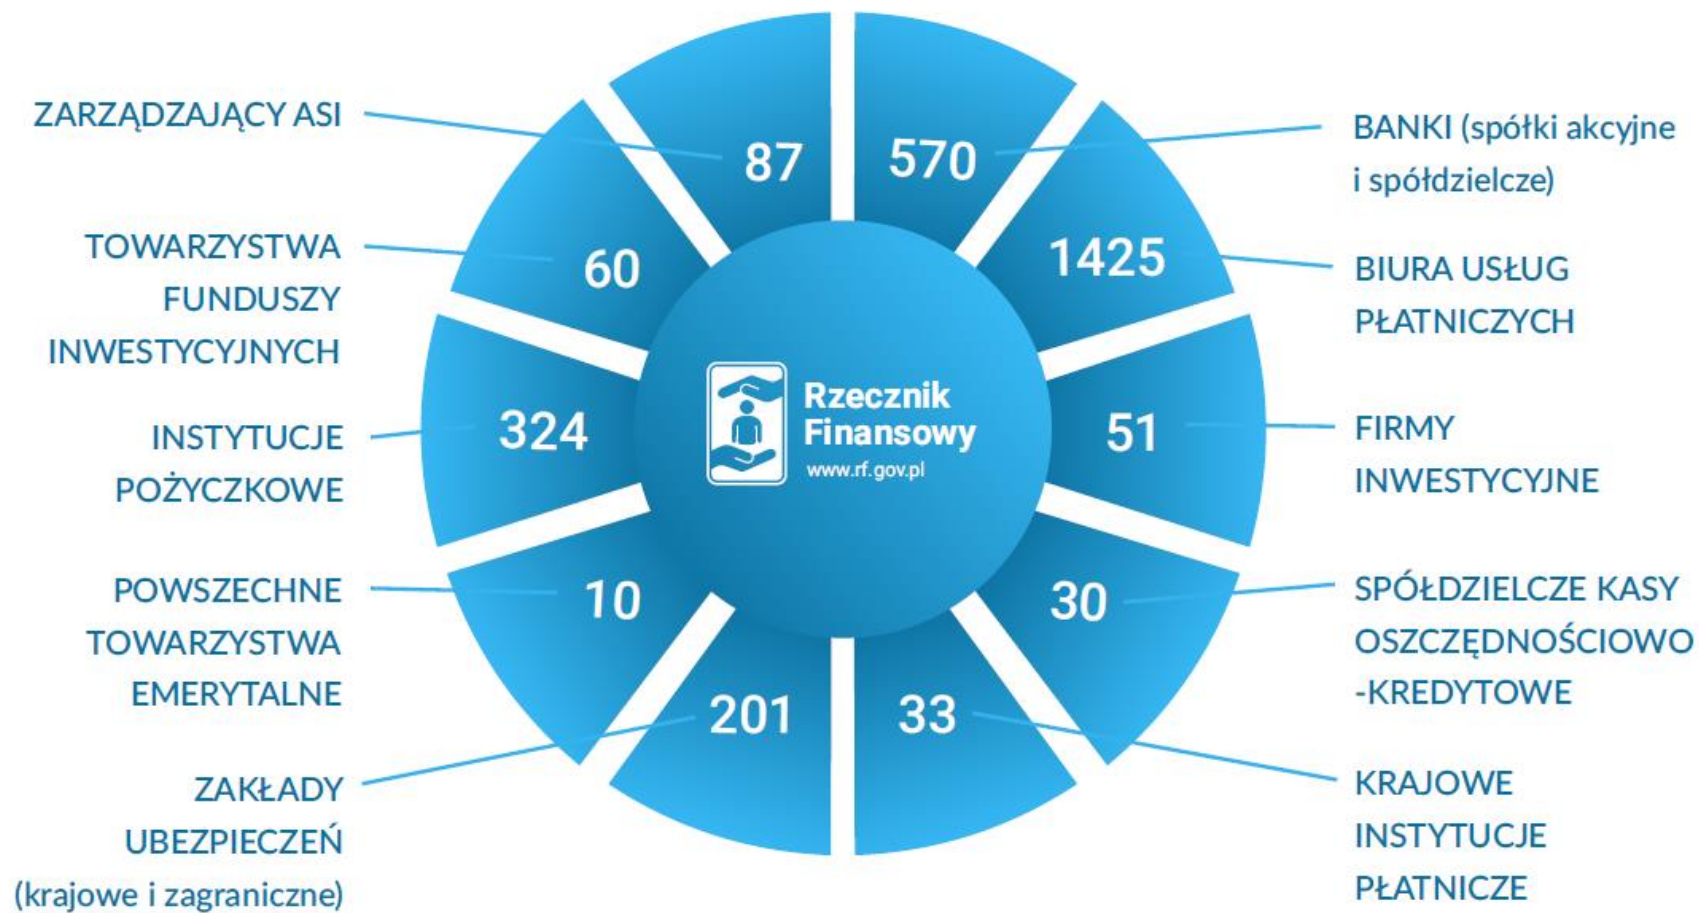 ZARZĄDZAJĄCY ASI
87
TOWARZYSTWA
FUNDUSZY
INWESTYCYJNYCH
60
INSTYTUCJE
POŻYCZKOWE
324
POWSZECHNE
TOWARZYSTWA
EMERYTALNE
10
ZAKŁADY
UBEZPIECZEŃ
(krajowe i zagraniczne)
201
Rzecznik
Finansowy
www.rf.gov.pl
570
BANKI (spółki akcyjne
i spółdzielcze)
1425
BIURA USŁUG
PŁATNICZYCH
51
FIRMY
INWESTYCYJNE
30
SPÓŁDZIELCZE KASY
OSZCZĘDNOŚCIOWO
-KREDYTOWE
33
KRAJOWE
INSTYTUCJE
PŁATNICZE